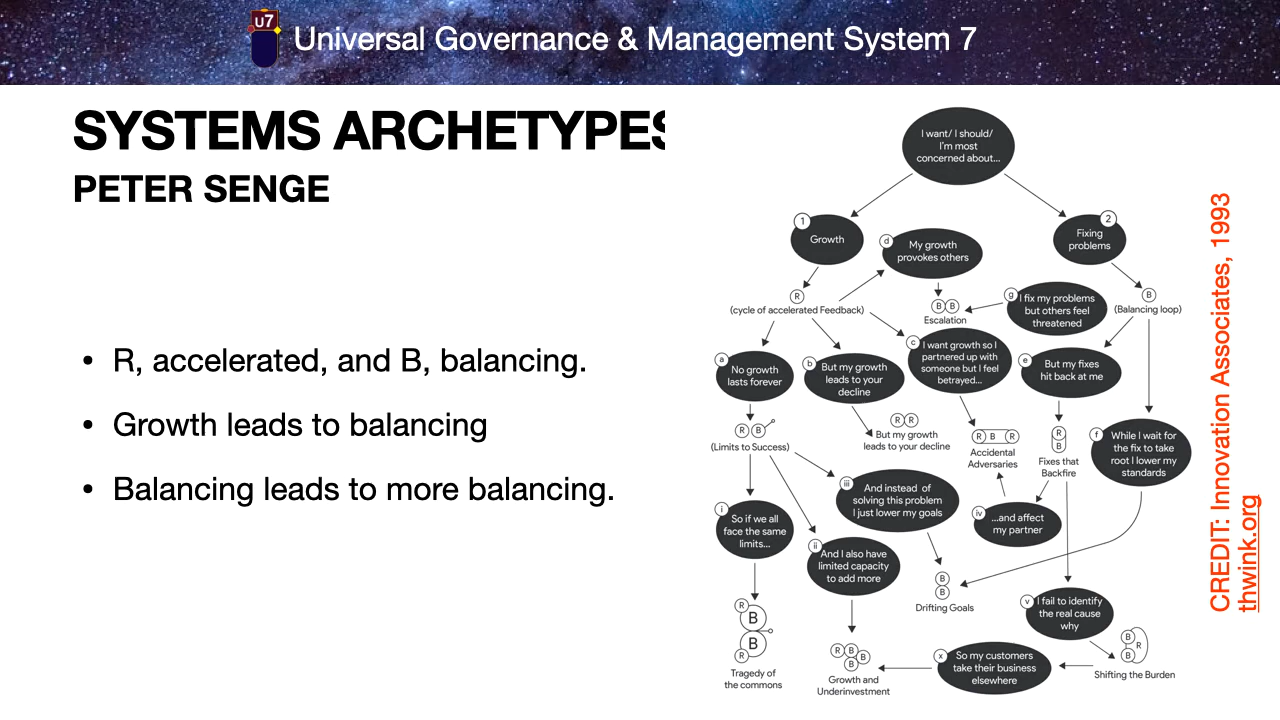 U7
Universal Governance & Management System 7
SYSTEMS ARCHETYPES
PETER SENGE
• R, accelerated, and B, balancing.
• Growth leads to balancing
• Balancing leads to more balancing.
I want/ I should/
I'm most
concerned about...
1
Growth
2
Fixing
problems
d
My growth
provokes others
R
(cycle of accelerated Feedback)
B B
Escalation
g
I fix my problems
but others feel
threatened
B
(Balancing loop)
a
No growth
lasts forever
b
But my growth
leads to your
decline
c
I want growth so I
partnered up with
someone but I feel
betrayed...
e
But my fixes
hit back at me
R B
(Limits to Success)
R R
But my growth
leads to your decline
R B R
Accidental
Adversaries
R
B
Fixes that
Backfire
f
While I wait for
the fix to take
root I lower my
standards
i
So if we all
face the same
limits...
ii
And I also have
limited capacity
to add more
iii
And instead of
solving this problem
I just lower my goals
iv
...and affect
my partner
B
B
Drifting Goals
v
I fail to identify
the real cause
why
R
B
B
R
Tragedy of
the commons
R B B
B
Growth and
Underinvestment
x
So my customers
take their business
elsewhere
B
R
B
Shifting the Burden
CREDIT: Innovation Associates, 1993
thwink.org